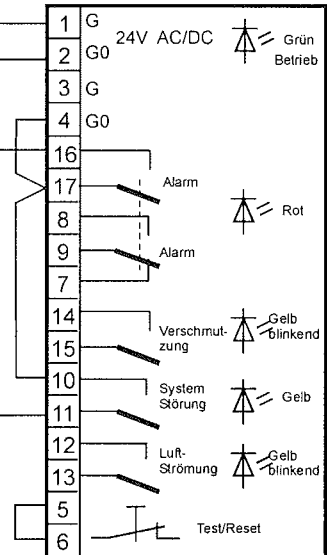 1 G
24V AC/DC
Grün
Betrieb
2 G0
3 G
4 G0
16
17 Alarm
Rot
8
9 Alarm
7
14
Verschmut-
zung
Gelb
blinkend
15
10
System
Störung
Gelb
11
12
Luft-
Strömung
Gelb
blinkend
13
5
6 Test/Reset